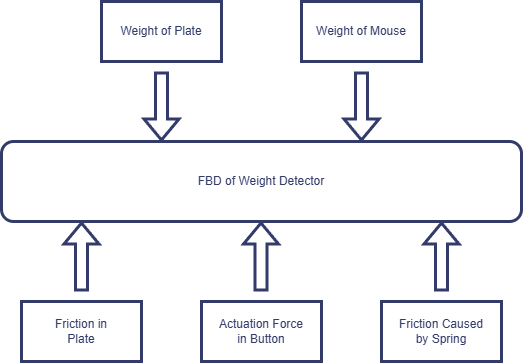 Weight of Plate
Weight of Mouse
FBD of Weight Detector
Friction in
Plate
Actuation Force
in Button
Friction Caused
by Spring